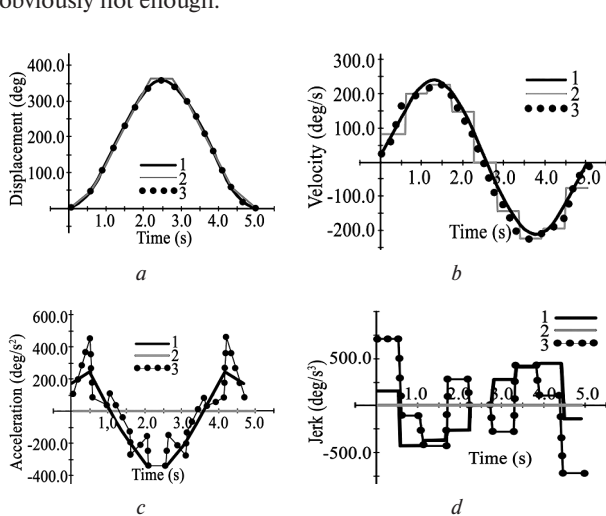 obviously not enough.
400.0
300.0
200.0
100.0
Displacement (deg)
1
2
3
1.0 2.0 3.0 4.0 5.0
Time (s)
a
300.0
200.0
100.0
-100.0
-200.0
Velocity (deg/s)
1
2
3
1.0 2.0 3.0 4.0 5.0
Time (s)
b
600.0
400.0
200.0
-200.0
-400.0
Acceleration (deg/s²)
1
2
3
1.0 2.0 3.0 4.0 5.0
Time (s)
c
500.0
-500.0
Jerk (deg/s³)
1
2
3
1.0 2.0 3.0 4.0 5.0
Time (s)
d